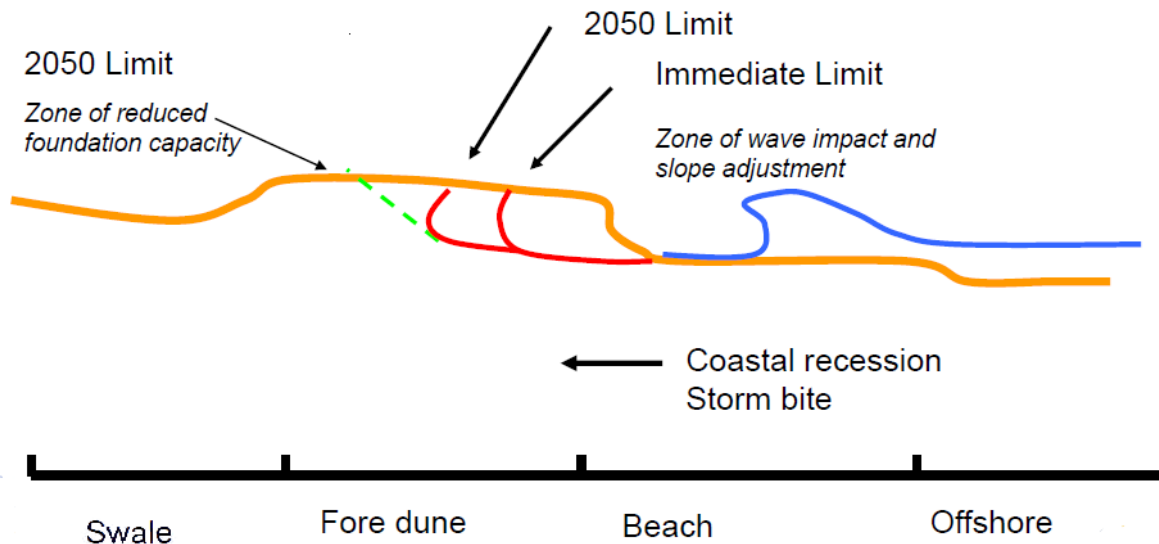 2050 Limit
Zone of reduced
foundation capacity
2050 Limit
Immediate Limit
Zone of wave impact and
slope adjustment
Coastal recession
Storm bite
Swale
Fore dune
Beach
Offshore